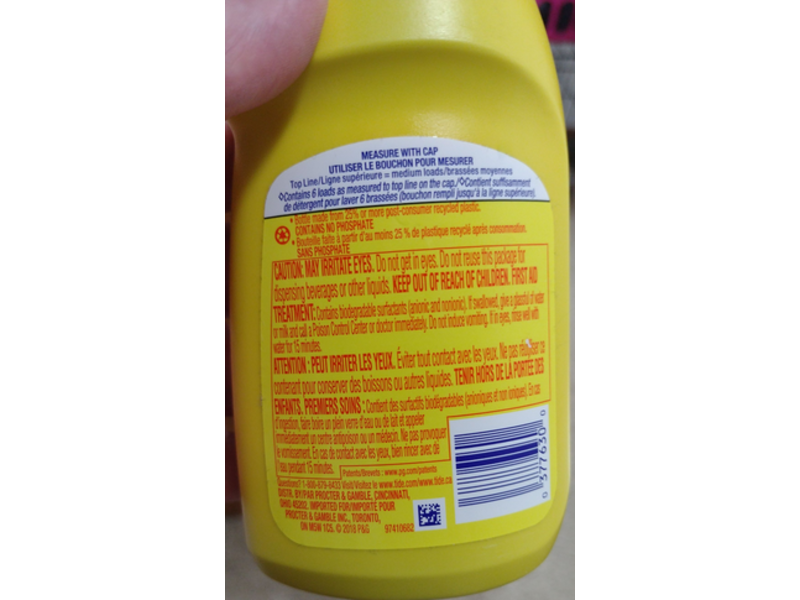 MEASURE WITH CAP
UTILISER LE BOUCHON POUR MESURER
Top Line/Ligne supérieure = medium loads/brassées moyennes
◊Contains 6 loads as measured to top line on the cap./◊Contient suffisamment
de détergent pour laver 6 brassées (bouchon rempli jusqu'à la ligne supérieure).
• Bottle made from 25% or more post-consumer recycled plastic.
CONTAINS NO PHOSPHATE
• Bouteille faite à partir d'au moins 25 % de plastique recyclé après consommation.
SANS PHOSPHATE
CAUTION: MAY IRRITATE EYES. Do not get in eyes. Do not reuse this package for
dispensing beverages or other liquids. KEEP OUT OF REACH OF CHILDREN. FIRST AID
TREATMENT: Contains biodegradable surfactants (anionic and nonionic). If swallowed, give a glassful of water
or milk and call a Poison Control Center or doctor immediately. Do not induce vomiting. If in eyes, rinse well with
water for 15 minutes.
ATTENTION : PEUT IRRITER LES YEUX. Éviter tout contact avec les yeux. Ne pas réutiliser ce
contenant pour conserver des boissons ou autres liquides. TENIR HORS DE LA PORTÉE DES
ENFANTS. PREMIERS SOINS : Contient des surfactifs biodégradables (anioniques et non ioniques). En cas
d'ingestion, faire boire un plein verre d'eau ou de lait et appeler
immédiatement un centre antipoison ou un médecin. Ne pas provoquer
le vomissement. En cas de contact avec les yeux, bien rincer avec de
l'eau pendant 15 minutes.
Patents/Brevets : www.pg.com/patents
Questions? 1-800-879-8433 Visit/Visitez le www.tide.com/www.tide.ca
DISTR. BY/PAR PROCTER & GAMBLE, CINCINNATI,
OHIO 45202. IMPORTED FOR/IMPORTÉ POUR
PROCTER & GAMBLE INC., TORONTO,
ON M5W 1C5. © 2018 P&G
97410682
0 377630 0